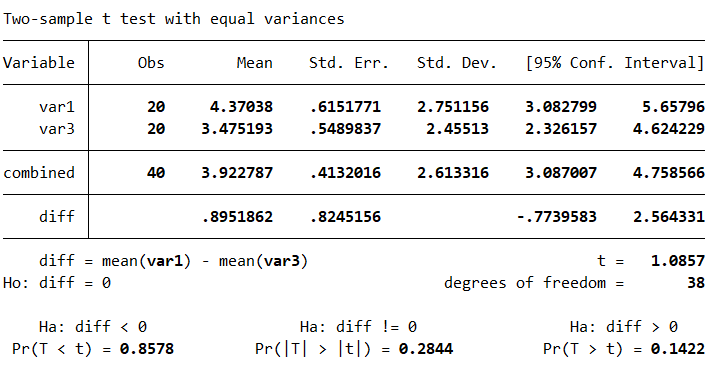 Two-sample t test with equal variances
Variable Obs Mean Std. Err. Std. Dev. [95% Conf. Interval]
var1 20 4.37038 .6151771 2.751156 3.082799 5.65796
var3 20 3.475193 .5489837 2.45513 2.326157 4.624229
combined 40 3.922787 .4132016 2.613316 3.087007 4.758566
diff .8951862 .8245156 -.7739583 2.564331
diff = mean(var1) - mean(var3) t = 1.0857
Ho: diff = 0 degrees of freedom = 38
Ha: diff < 0 Ha: diff != 0 Ha: diff > 0
Pr(T < t) = 0.8578 Pr(|T| > |t|) = 0.2844 Pr(T > t) = 0.1422